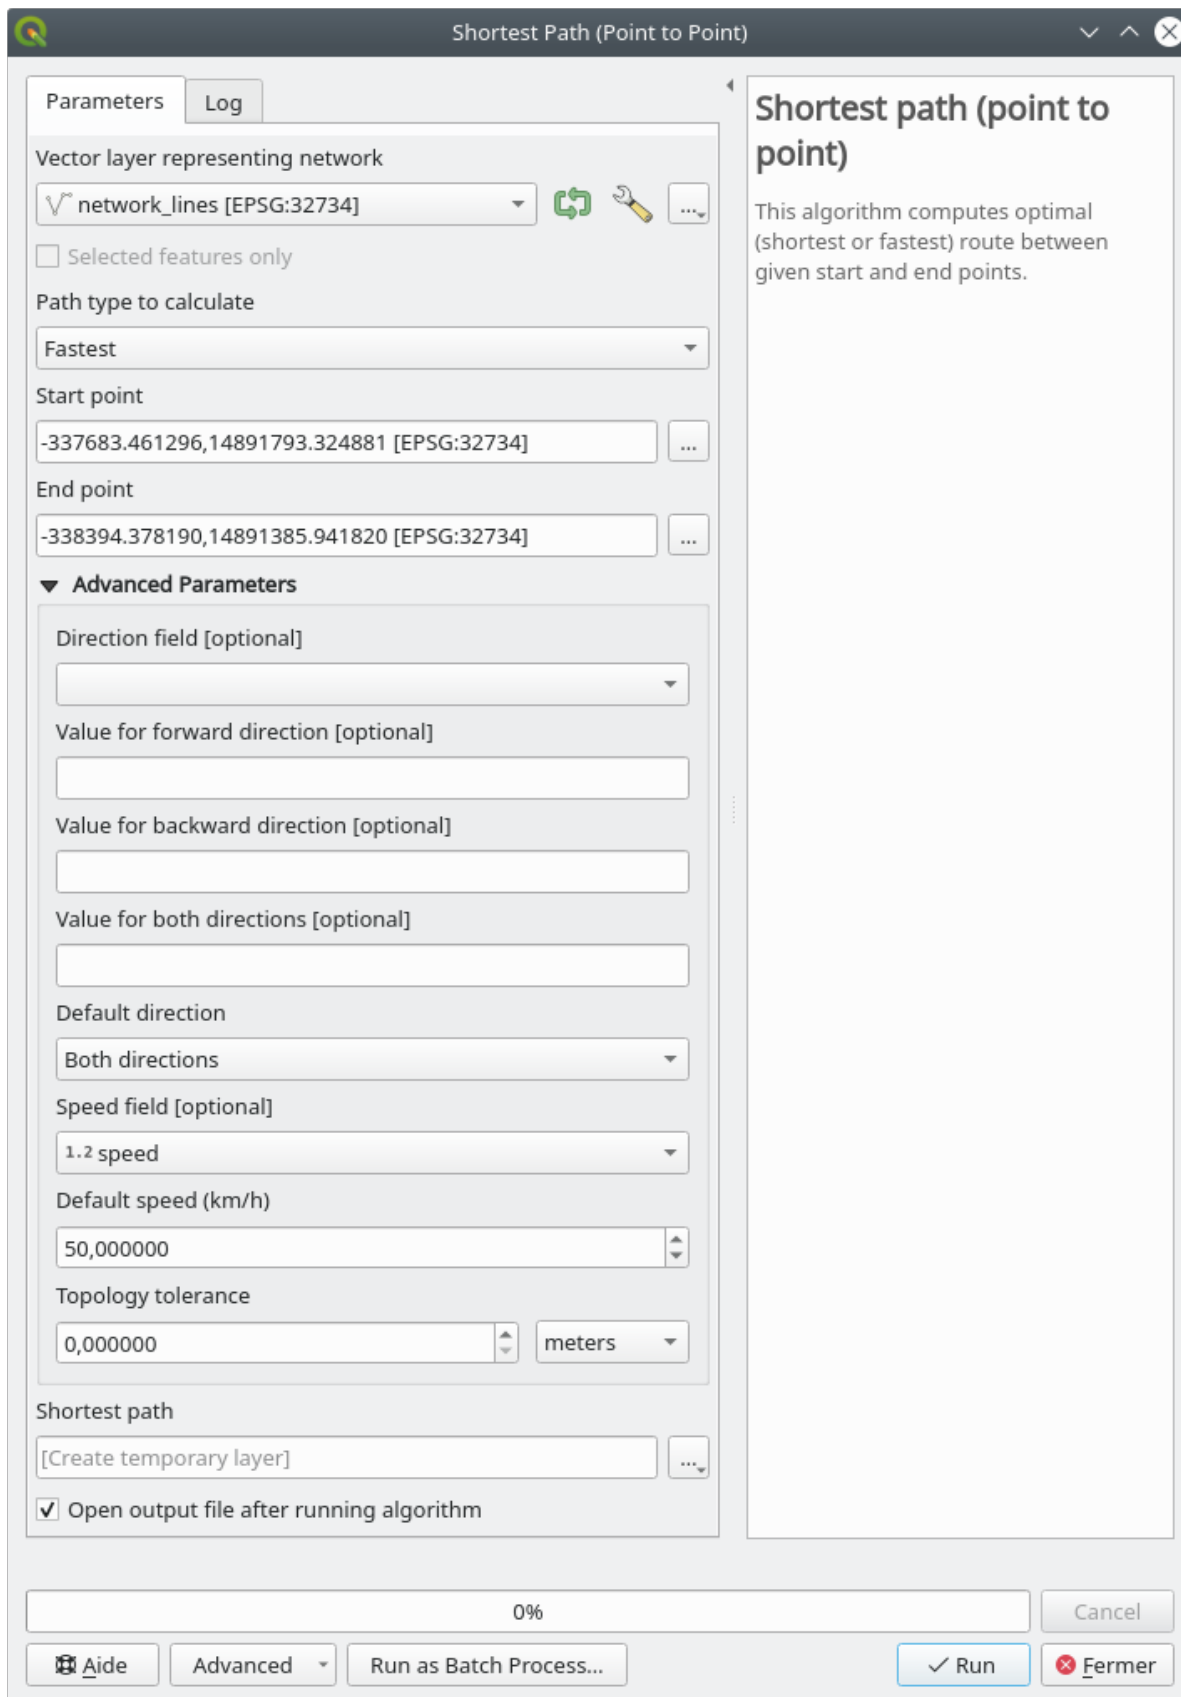 Shortest Path (Point to Point)
Parameters
Log
Vector layer representing network
network_lines [EPSG:32734]
...
Selected features only
Path type to calculate
Fastest
Start point
-337683.461296,14891793.324881 [EPSG:32734]
...
End point
-338394.378190,14891385.941820 [EPSG:32734]
...
Advanced Parameters
Direction field [optional]
Value for forward direction [optional]
Value for backward direction [optional]
Value for both directions [optional]
Default direction
Both directions
Speed field [optional]
1.2 speed
Default speed (km/h)
50,000000
Topology tolerance
0,000000
meters
Shortest path
[Create temporary layer]
...
Open output file after running algorithm
Shortest path (point to
point)
This algorithm computes optimal
(shortest or fastest) route between
given start and end points.
0%
Cancel
Aide
Advanced
Run as Batch Process...
Run
Fermer